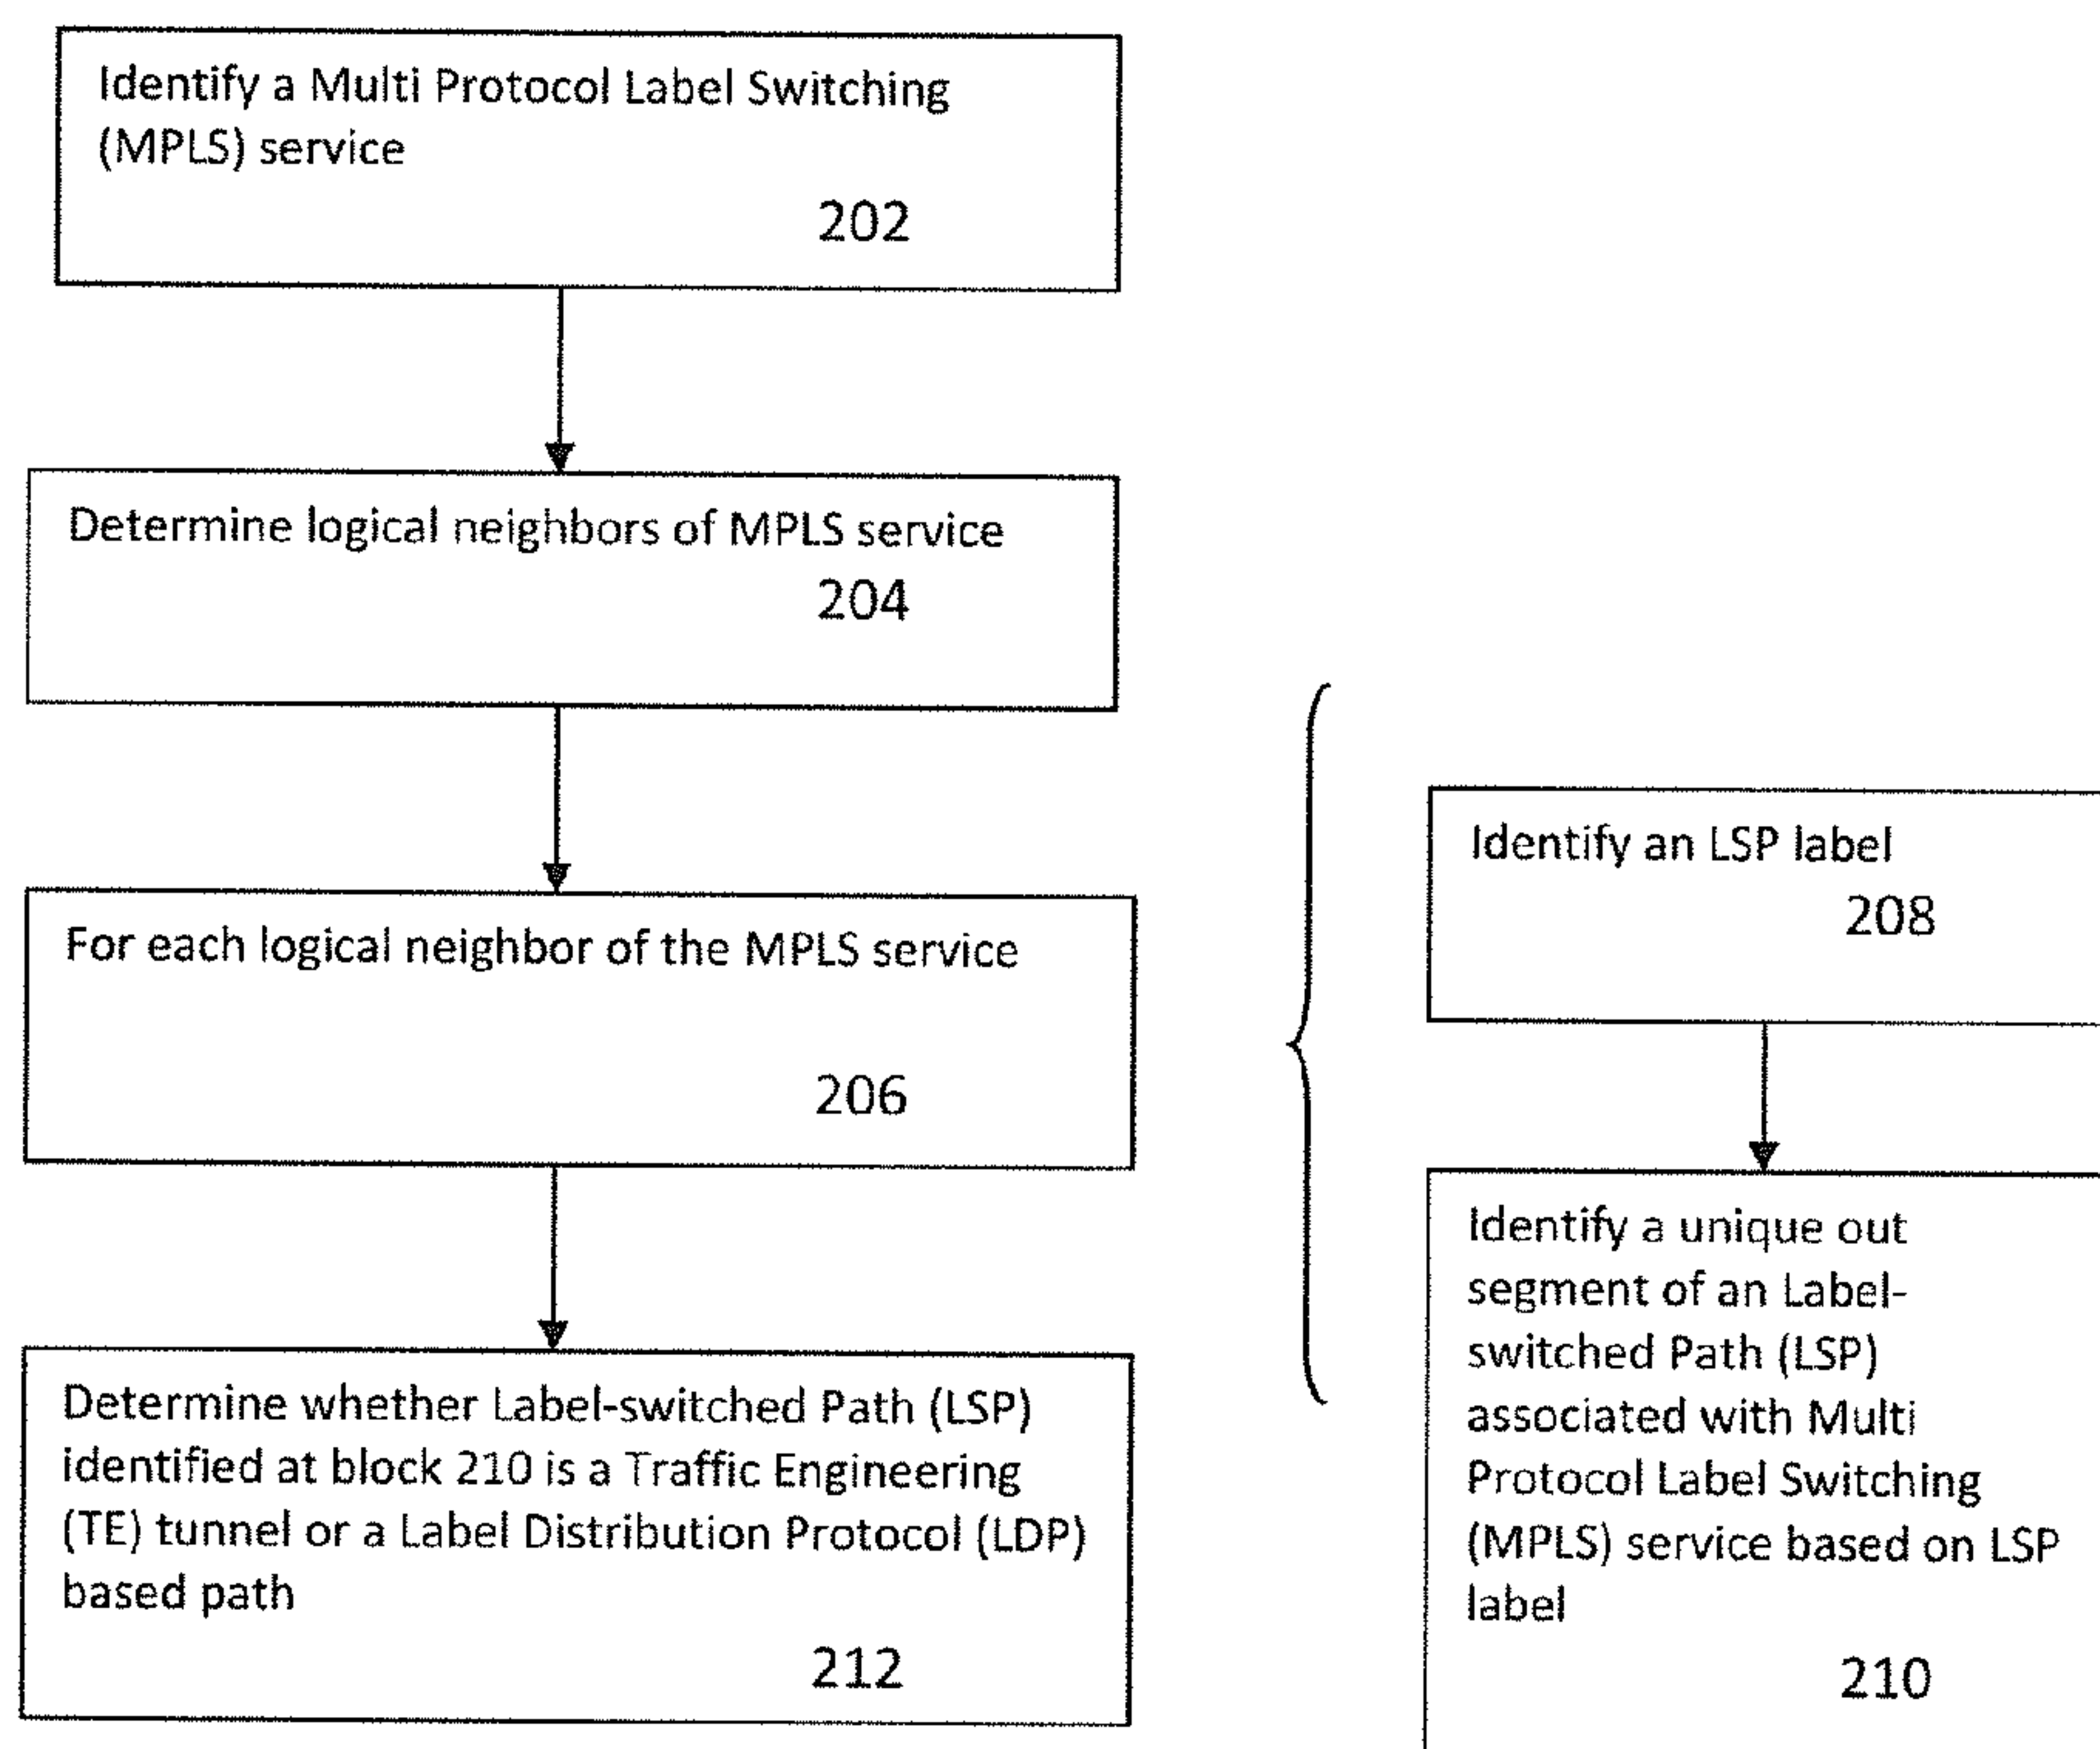 Identify a Multi Protocol Label Switching
(MPLS) service
202
Determine logical neighbors of MPLS service
204
For each logical neighbor of the MPLS service
206
Determine whether Label-switched Path (LSP)
identified at block 210 is a Traffic Engineering
(TE) tunnel or a Label Distribution Protocol (LDP)
based path
212
Identify an LSP label
208
Identify a unique out
segment of an Label-
switched Path (LSP)
associated with Multi
Protocol Label Switching
(MPLS) service based on LSP
label
210